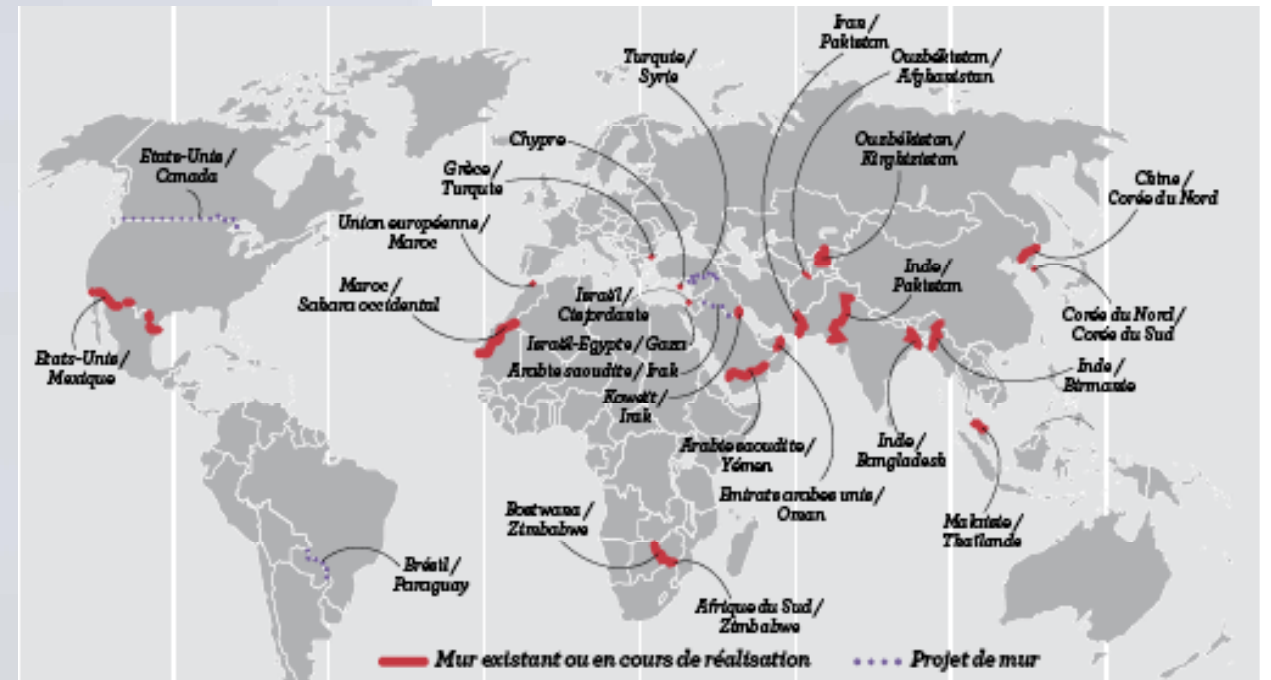 Iran /
Pakistan
Turquie /
Syrie
Ouzbékistan /
Afghanistan
Chypre
Ouzbékistan /
Kirghizistan
Etats-Unis /
Canada
Grèce /
Turquie
Chine /
Corée du Nord
Union européenne /
Maroc
Maroc /
Sahara occidental
Israël /
Cisjordanie
Inde /
Pakistan
Israël-Egypte / Gaza
Arabie saoudite / Irak
Corée du Nord /
Corée du Sud
Etats-Unis /
Mexique
Koweït /
Irak
Inde /
Birmanie
Arabie saoudite /
Yémen
Inde /
Bangladesh
Emirats arabes unis /
Oman
Bostwana /
Zimbabwe
Malaisie /
Thaïlande
Brésil /
Paraguay
Afrique du Sud /
Zimbabwe
Mur existant ou en cours de réalisation
Projet de mur